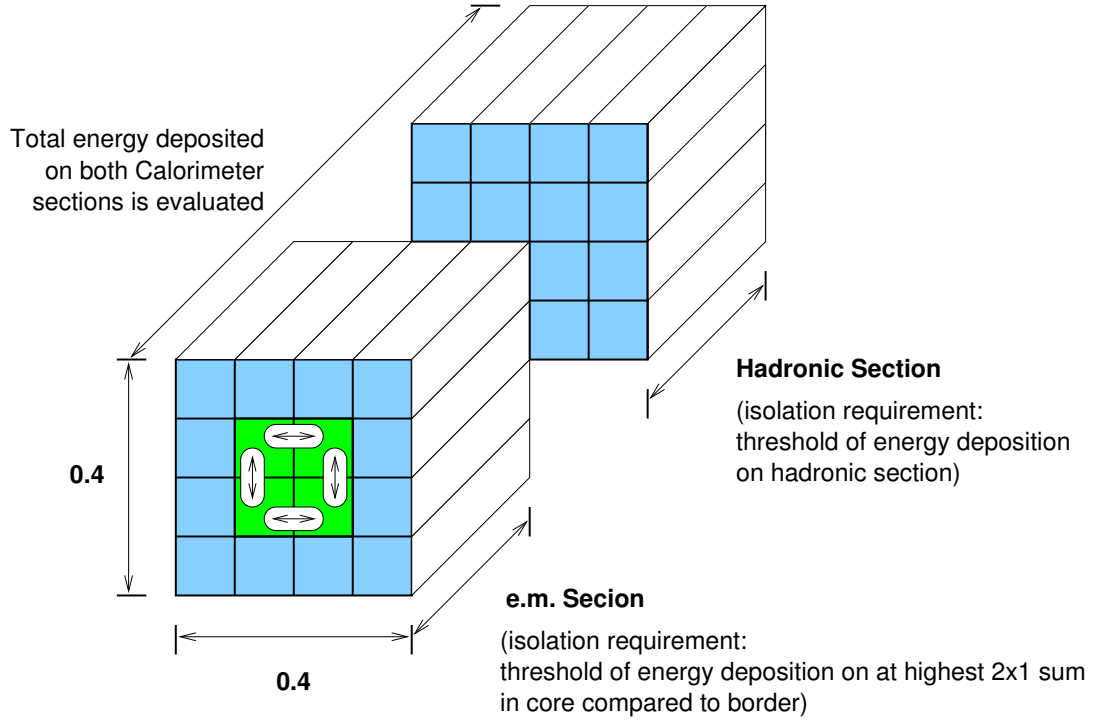 Total energy deposited
on both Calorimeter
sections is evaluated
Hadronic Section
(isolation requirement:
threshold of energy deposition
on hadronic section)
0.4
e.m. Secion
(isolation requirement:
threshold of energy deposition on at highest 2x1 sum
in core compared to border)
0.4